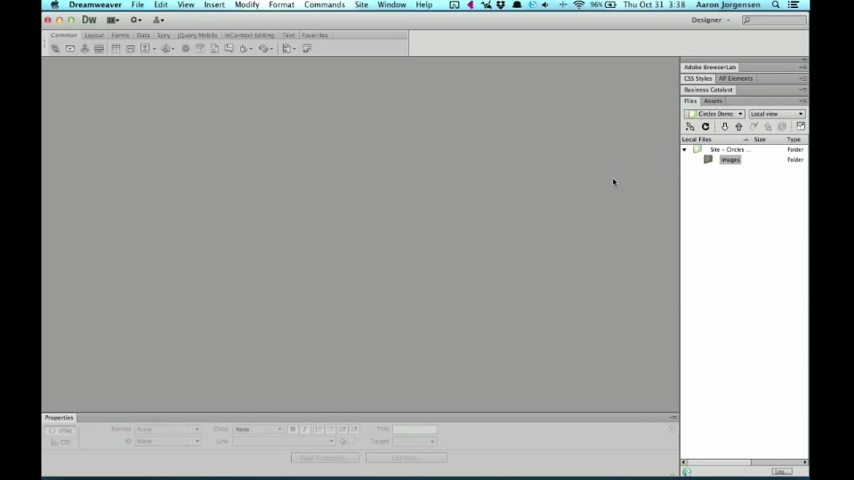 Dreamweaver File Edit View Insert Modify Format Commands Site Window Help 96% Thu Oct 31 3:38 Aaron Jorgensen
Dw Designer
Common Layout Forms Data Spry jQuery Mobile InContext Editing Text Favorites
Adobe BrowserLab
CSS Styles AP Elements
Business Catalyst
Files Assets
Circles Demo Local view
Local Files Size Type
Site - Circles ... Folder
images Folder
Properties
HTML Format None Class None B I Title
CSS ID None Link Target
Page Properties...
Log...